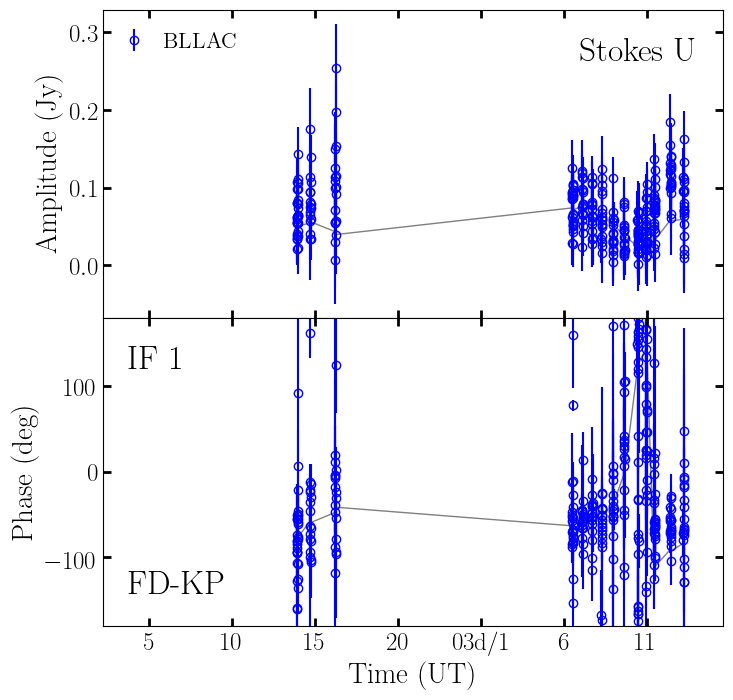 0.3
BLLAC
Stokes U
0.2
Amplitude (Jy)
0.1
0.0
IF 1
100
Phase (deg)
0
−100
FD-KP
5 10 15 20 03d/1 6 11
Time (UT)